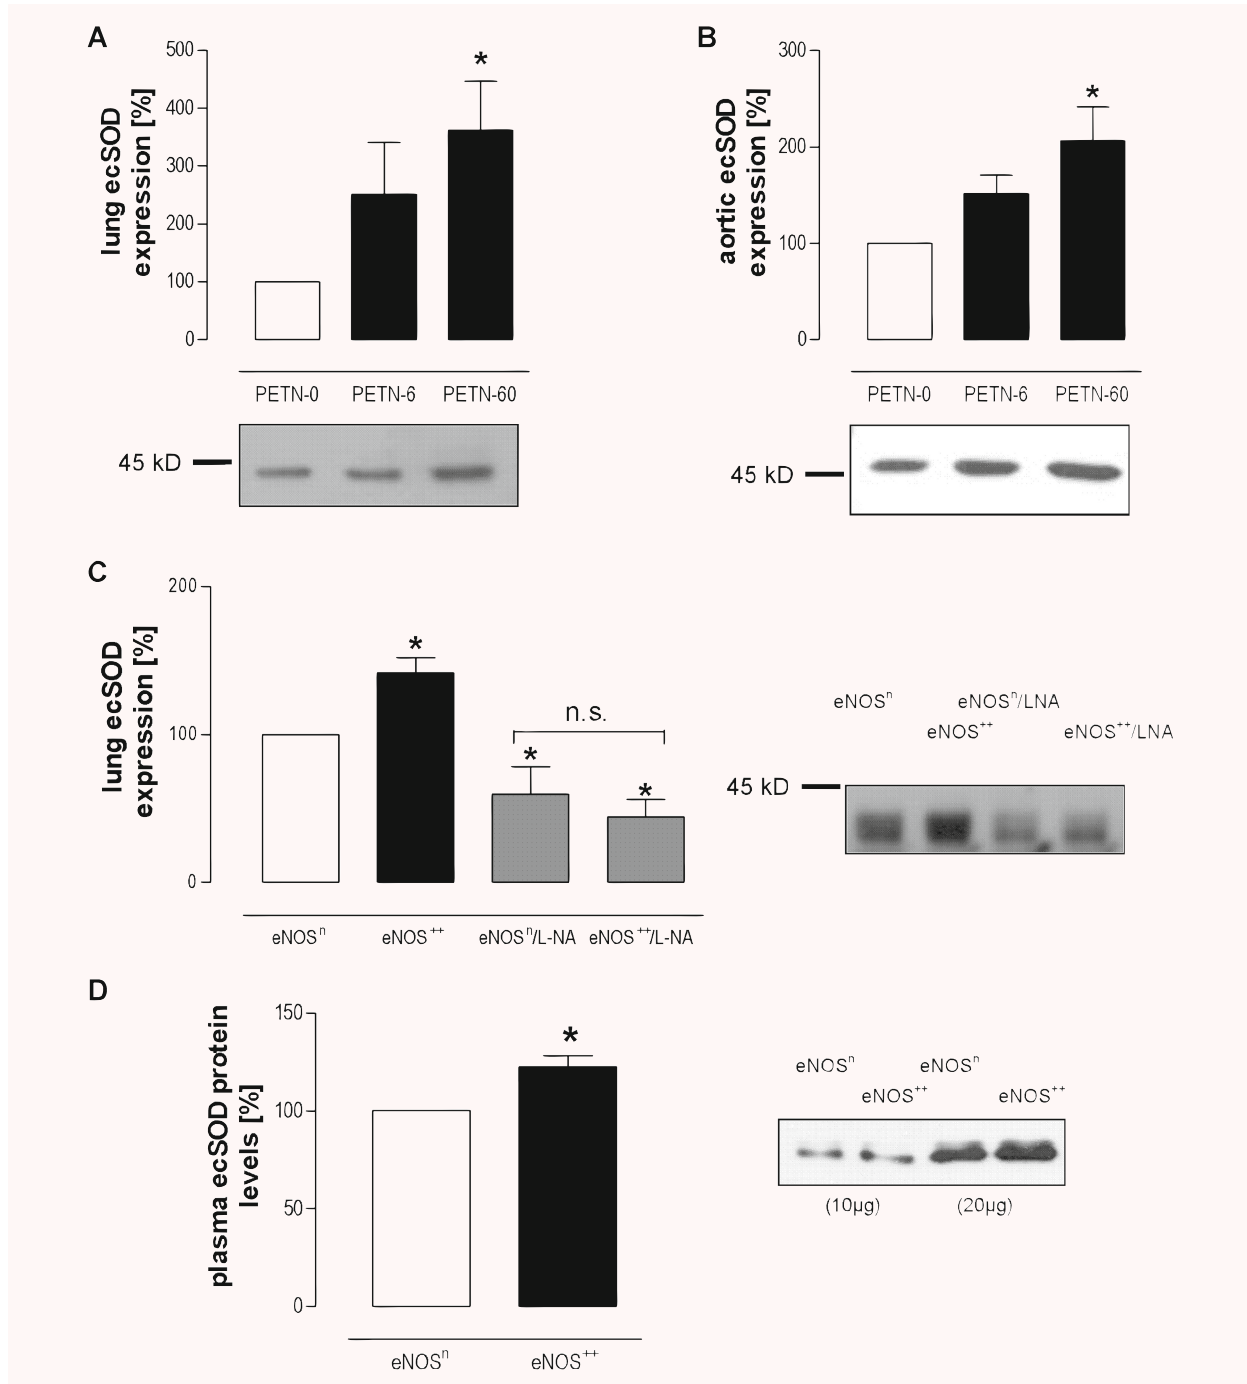 A
lung ecSOD
expression [%]
500
400
300
200
100
0
*
PETN-0 PETN-6 PETN-60
45 kD
B
aortic ecSOD
expression [%]
300
200
100
0
*
PETN-0 PETN-6 PETN-60
45 kD
C
lung ecSOD
expression [%]
200
100
0
*
n.s.
* *
eNOSⁿ eNOS⁺⁺ eNOSⁿ/L-NA eNOS⁺⁺/L-NA
eNOSⁿ eNOSⁿ/LNA
eNOS⁺⁺ eNOS⁺⁺/LNA
45 kD
D
plasma ecSOD protein
levels [%]
150
100
50
0
*
eNOSⁿ eNOS⁺⁺
eNOSⁿ eNOSⁿ
eNOS⁺⁺ eNOS⁺⁺
(10µg) (20µg)